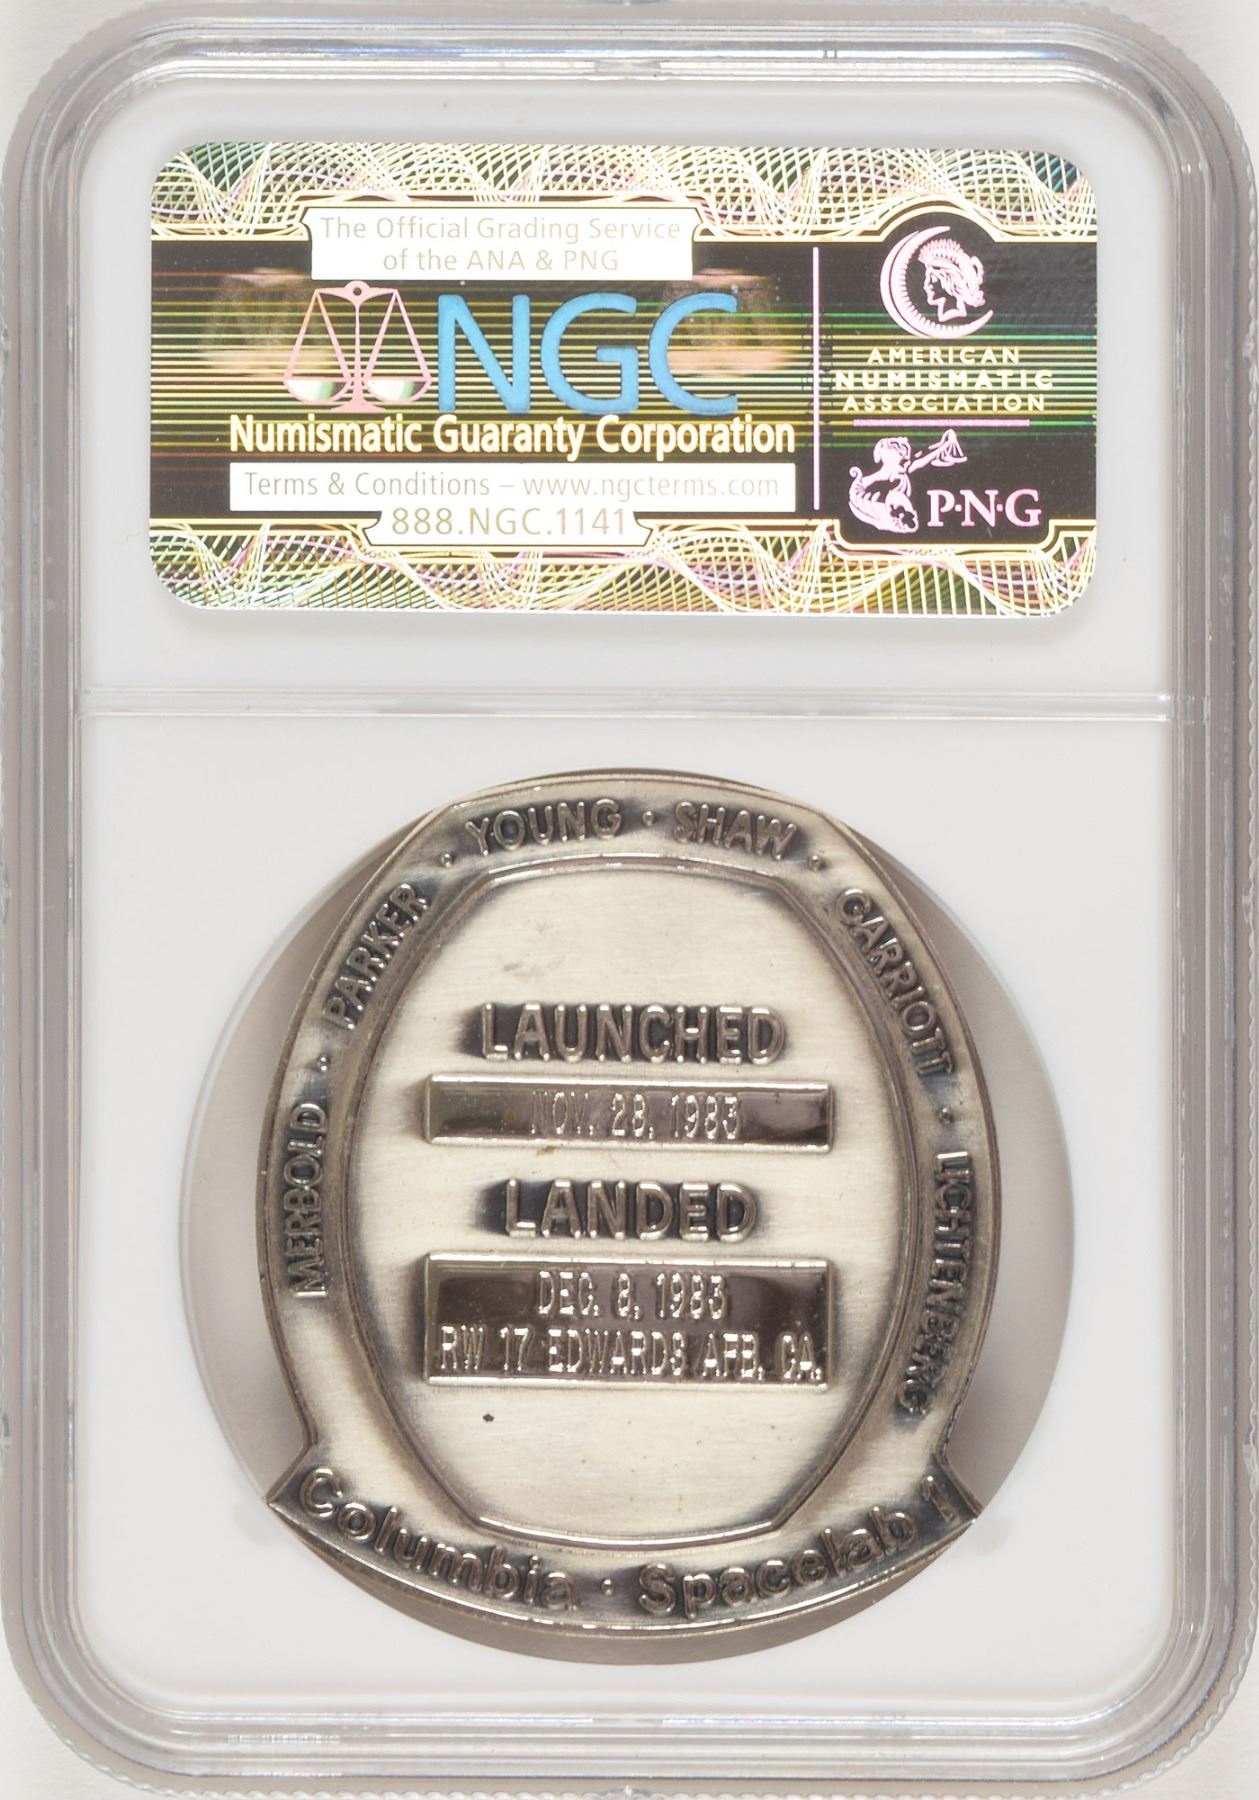 The Official Grading Service
of the ANA & PNG
NGC
Numismatic Guaranty Corporation
Terms & Conditions – www.ngcterms.com
888.NGC.1141
AMERICAN
NUMISMATIC
ASSOCIATION
P·N·G
MERBOLD · PARKER · YOUNG · SHAW · GARRIOTT · LICHTENBERG
LAUNCHED
NOV. 28, 1983
LANDED
DEC. 8, 1983
RW 17 EDWARDS AFB, CA.
Columbia · Spacelab 1